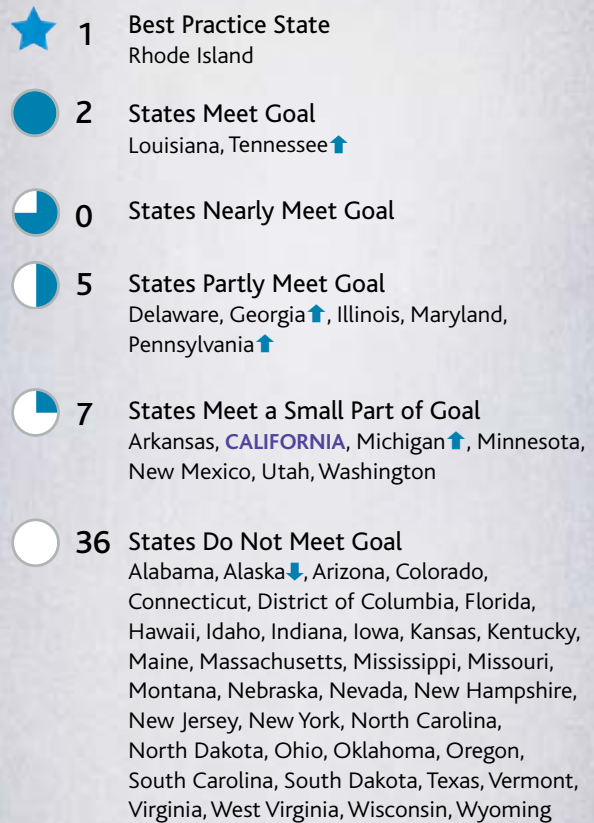 1 Best Practice State
Rhode Island
2 States Meet Goal
Louisiana, Tennessee⬆
0 States Nearly Meet Goal
5 States Partly Meet Goal
Delaware, Georgia⬆, Illinois, Maryland,
Pennsylvania⬆
7 States Meet a Small Part of Goal
Arkansas, CALIFORNIA, Michigan⬆, Minnesota,
New Mexico, Utah, Washington
36 States Do Not Meet Goal
Alabama, Alaska⬇, Arizona, Colorado,
Connecticut, District of Columbia, Florida,
Hawaii, Idaho, Indiana, Iowa, Kansas, Kentucky,
Maine, Massachusetts, Mississippi, Missouri,
Montana, Nebraska, Nevada, New Hampshire,
New Jersey, New York, North Carolina,
North Dakota, Ohio, Oklahoma, Oregon,
South Carolina, South Dakota, Texas, Vermont,
Virginia, West Virginia, Wisconsin, Wyoming